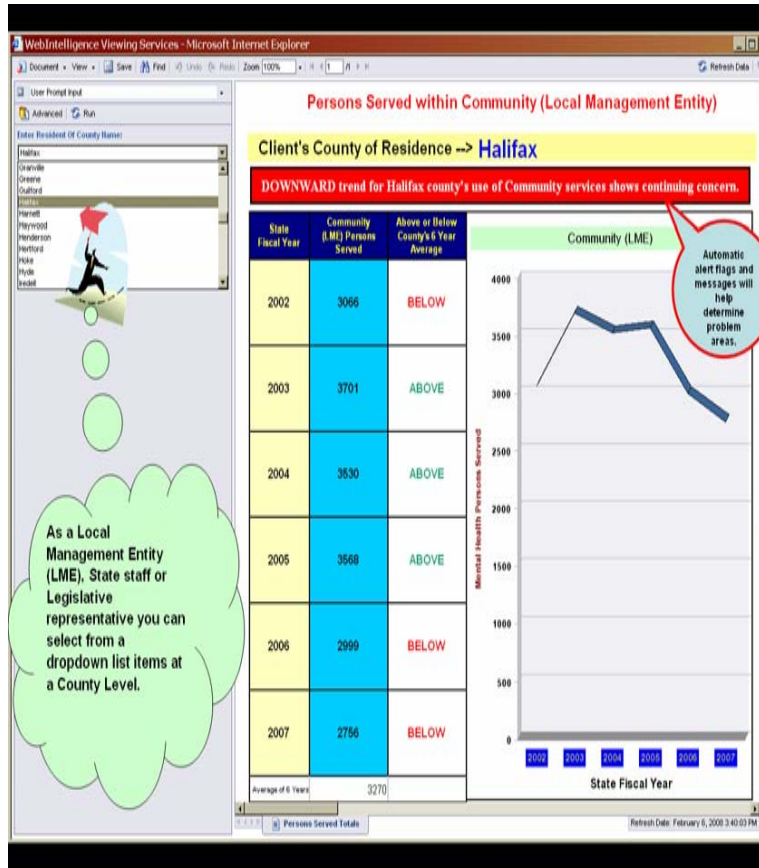 WebIntelligence Viewing Services - Microsoft Internet Explorer
Document View Save Find Undo Redo Zoom 100% 1 /1 Refresh Data
User Prompt Input
Advanced Run
Enter Resident Of County Name:
Halifax
Granville
Greene
Guilford
Halifax
Harnett
Haywood
Henderson
Hertford
Hoke
Hyde
Iredell
As a Local
Management Entity
(LME), State staff or
Legislative
representative you can
select from a
dropdown list items at
a County Level.
Persons Served within Community (Local Management Entity)
Client's County of Residence --> Halifax
DOWNWARD trend for Halifax county's use of Community services shows continuing concern.
State
Fiscal Year
Community
(LME) Persons
Served
Above or Below
County's 6 Year
Average
2002 3066 BELOW
2003 3701 ABOVE
2004 3530 ABOVE
2005 3568 ABOVE
2006 2999 BELOW
2007 2756 BELOW
Average of 6 Years 3270
Community (LME)
Automatic
alert flags and
messages will
help
determine
problem
areas.
4000
3500
3000
2500
2000
1500
1000
500
0
Mental Health Persons Served
2002 2003 2004 2005 2006 2007
State Fiscal Year
Persons Served Totals
Refresh Date: February 6, 2008 3:40:03 PM